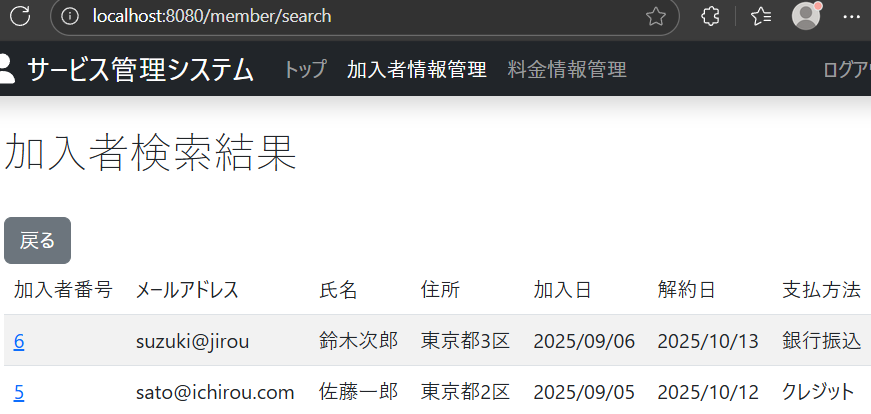 localhost:8080/member/search
サービス管理システム トップ 加入者情報管理 料金情報管理 ログア
加入者検索結果
戻る
加入者番号 メールアドレス 氏名 住所 加入日 解約日 支払方法
6 suzuki@jirou 鈴木次郎 東京都3区 2025/09/06 2025/10/13 銀行振込
5 sato@ichirou.com 佐藤一郎 東京都2区 2025/09/05 2025/10/12 クレジット